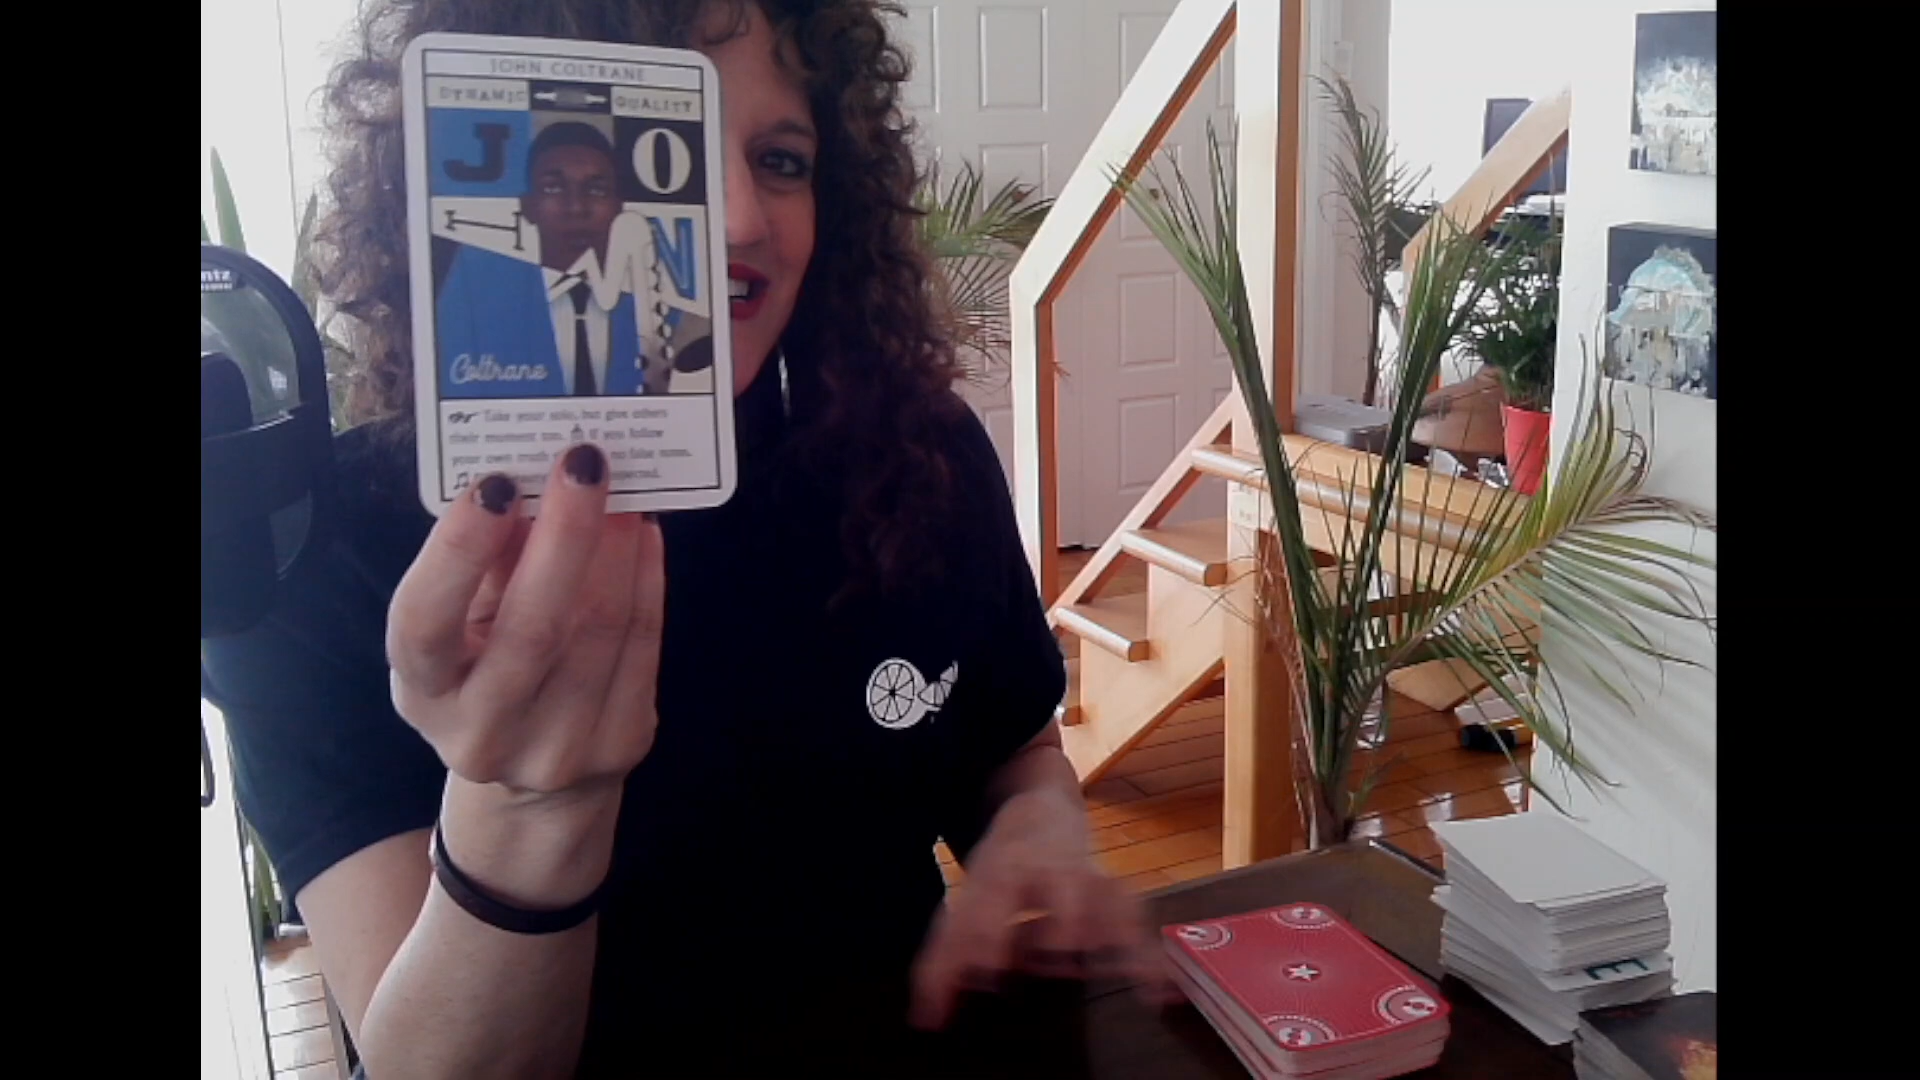 JOHN COLTRANE
DYNAMIC QUALITY
J O
H N
Coltrane
Take your solo, but give others
their moment too. If you follow
your own truth no false notes.
E
ntz